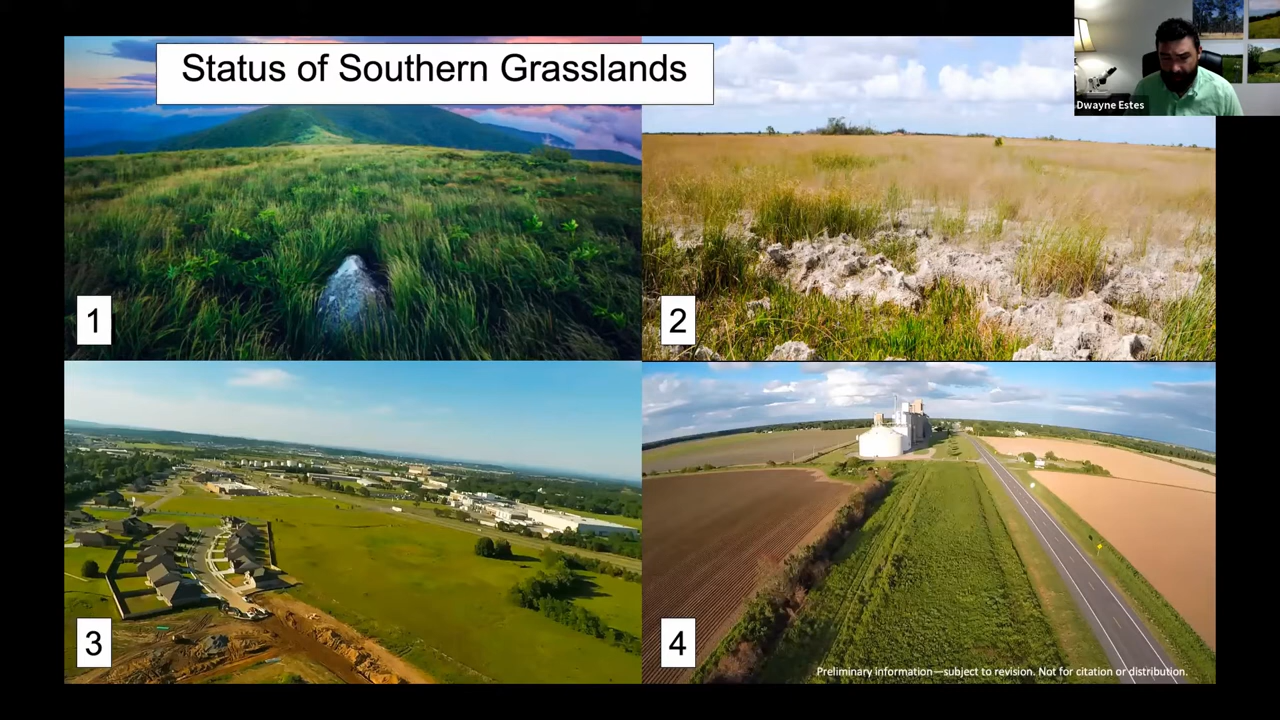 Status of Southern Grasslands
Dwayne Estes
1
2
3
4
Preliminary information—subject to revision. Not for citation or distribution.